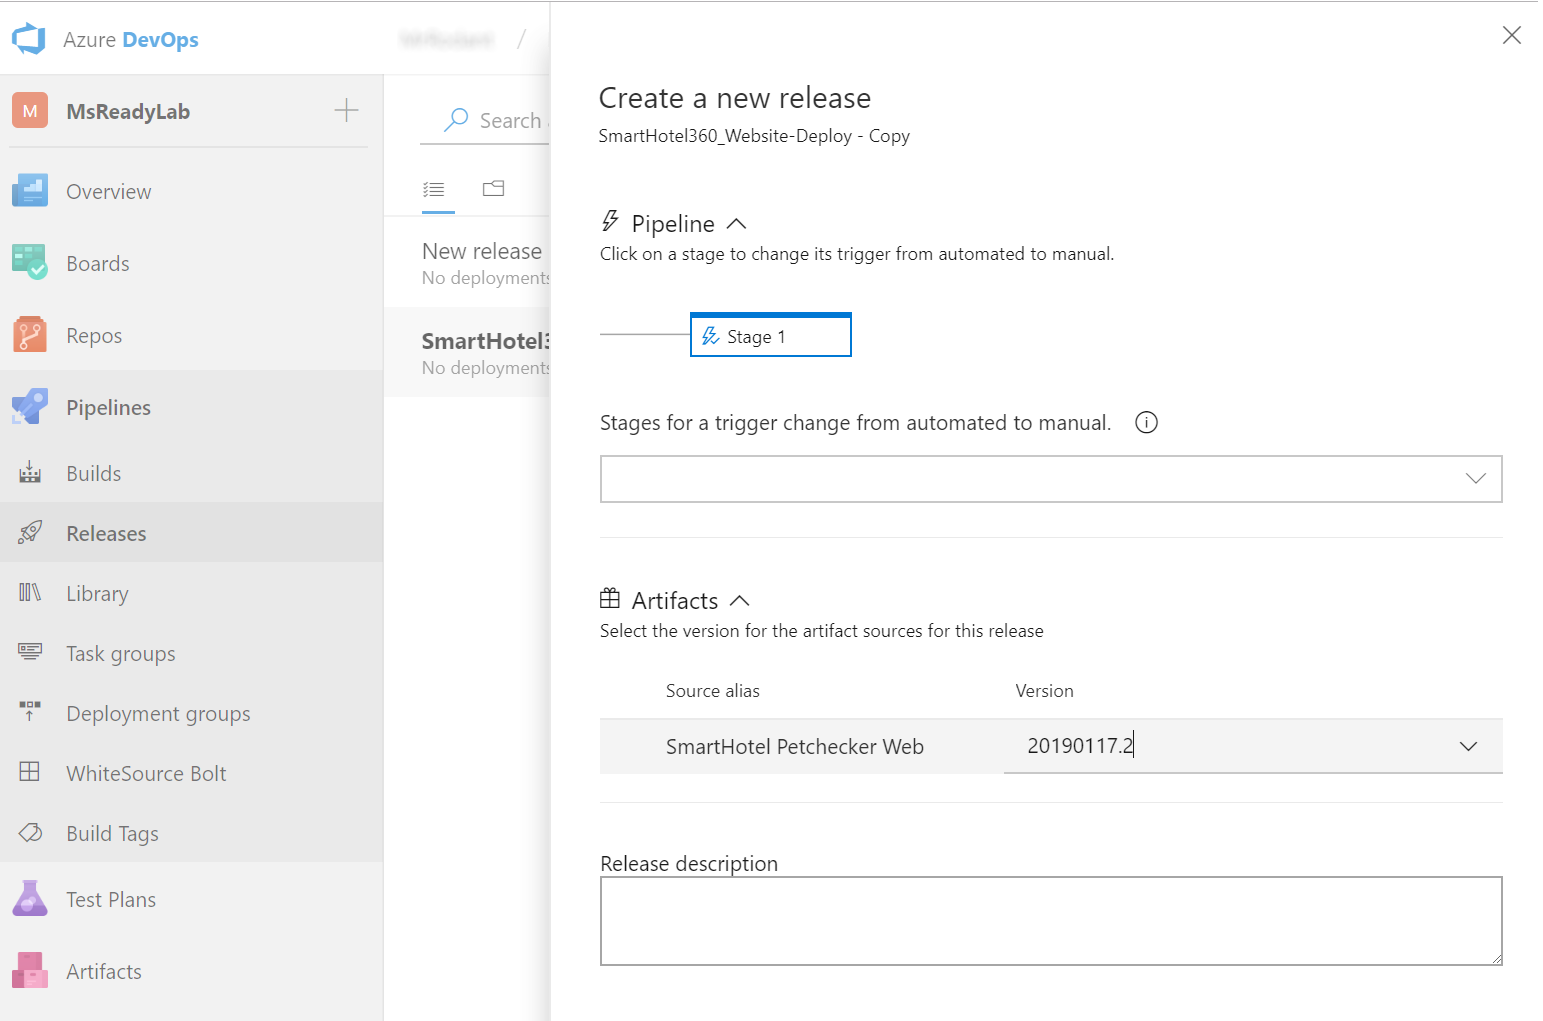 Azure DevOps
/
M MsReadyLab
Overview
Boards
Repos
Pipelines
Builds
Releases
Library
Task groups
Deployment groups
WhiteSource Bolt
Build Tags
Test Plans
Artifacts
Search
New release
No deployments
SmartHotel3
No deployments
Create a new release
SmartHotel360_Website-Deploy - Copy
Pipeline
Click on a stage to change its trigger from automated to manual.
Stage 1
Stages for a trigger change from automated to manual.
Artifacts
Select the version for the artifact sources for this release
Source alias Version
SmartHotel Petchecker Web 20190117.2
Release description